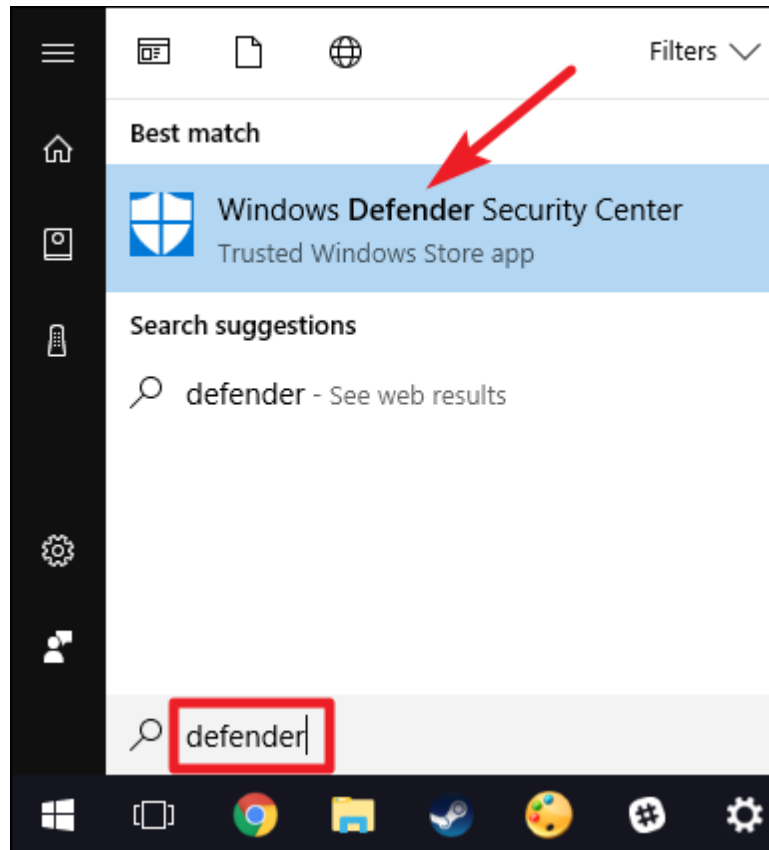 Filters
Best match
Windows Defender Security Center
Trusted Windows Store app
Search suggestions
defender - See web results
defender